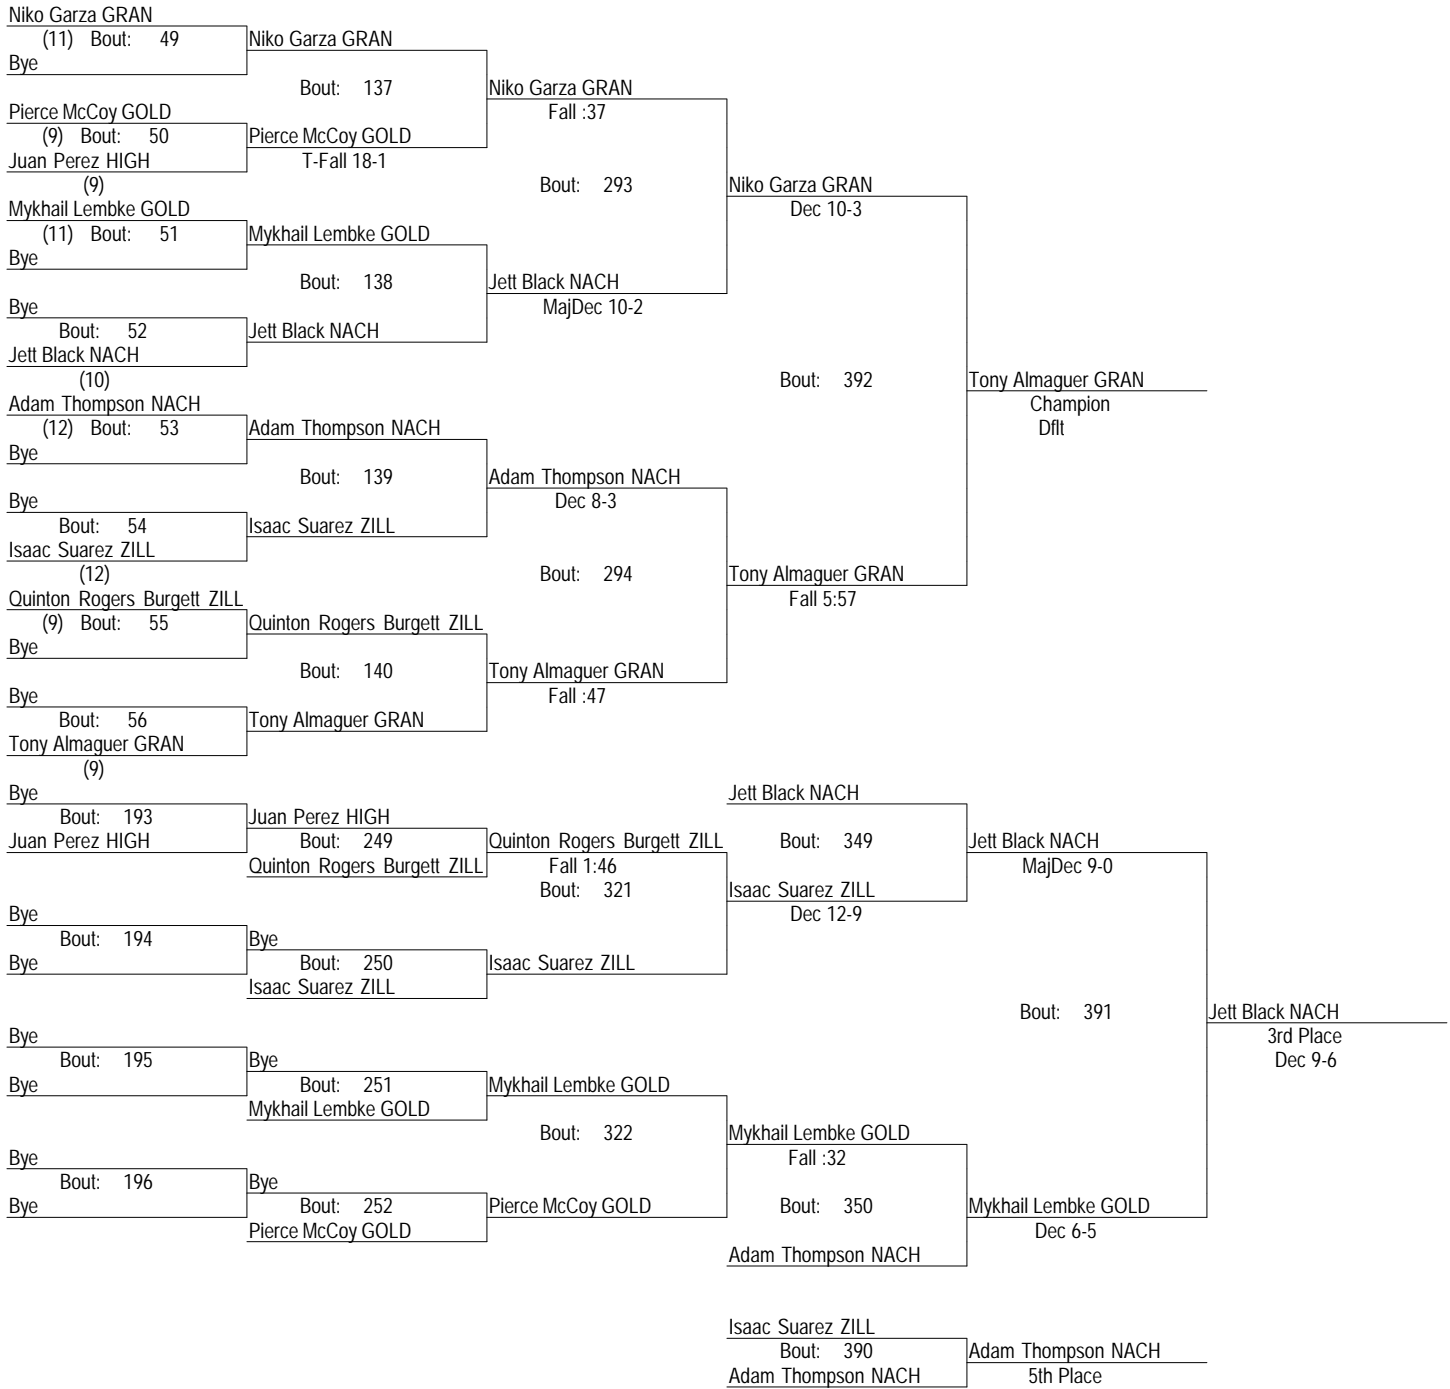 Niko Garza GRAN
(11) Bout: 49 Niko Garza GRAN
Bye
Bout: 137 Niko Garza GRAN
Pierce McCoy GOLD Fall :37
(9) Bout: 50 Pierce McCoy GOLD
Juan Perez HIGH T-Fall 18-1
(9) Bout: 293 Niko Garza GRAN
Mykhail Lembke GOLD Dec 10-3
(11) Bout: 51 Mykhail Lembke GOLD
Bye
Bout: 138 Jett Black NACH
Bye MajDec 10-2
Bout: 52 Jett Black NACH
Jett Black NACH
(10) Bout: 392 Tony Almaguer GRAN
Adam Thompson NACH Champion
(12) Bout: 53 Adam Thompson NACH Dflt
Bye
Bout: 139 Adam Thompson NACH
Bye Dec 8-3
Bout: 54 Isaac Suarez ZILL
Isaac Suarez ZILL
(12) Bout: 294 Tony Almaguer GRAN
Quinton Rogers Burgett ZILL Fall 5:57
(9) Bout: 55 Quinton Rogers Burgett ZILL
Bye
Bout: 140 Tony Almaguer GRAN
Bye Fall :47
Bout: 56 Tony Almaguer GRAN
Tony Almaguer GRAN
(9)
Bye Jett Black NACH
Bout: 193 Juan Perez HIGH
Juan Perez HIGH Bout: 249 Quinton Rogers Burgett ZILL Bout: 349 Jett Black NACH
Quinton Rogers Burgett ZILL Fall 1:46 MajDec 9-0
Bout: 321 Isaac Suarez ZILL
Bye Dec 12-9
Bout: 194 Bye
Bye Bout: 250 Isaac Suarez ZILL
Isaac Suarez ZILL
Bout: 391 Jett Black NACH
Bye 3rd Place
Bout: 195 Bye Dec 9-6
Bye Bout: 251 Mykhail Lembke GOLD
Mykhail Lembke GOLD
Bout: 322 Mykhail Lembke GOLD
Bye Fall :32
Bout: 196 Bye
Bye Bout: 252 Pierce McCoy GOLD Bout: 350 Mykhail Lembke GOLD
Pierce McCoy GOLD Dec 6-5
Adam Thompson NACH
Isaac Suarez ZILL
Bout: 390 Adam Thompson NACH
Adam Thompson NACH 5th Place